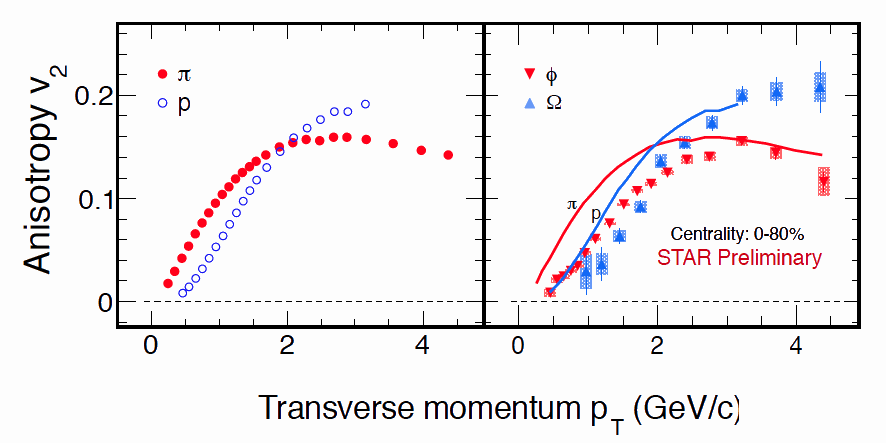 Anisotropy v2
0.2
0.1
0
π
p
0
2
4
ϕ
Ω
π
p
Centrality: 0-80%
STAR Preliminary
0
2
4
Transverse momentum pT (GeV/c)